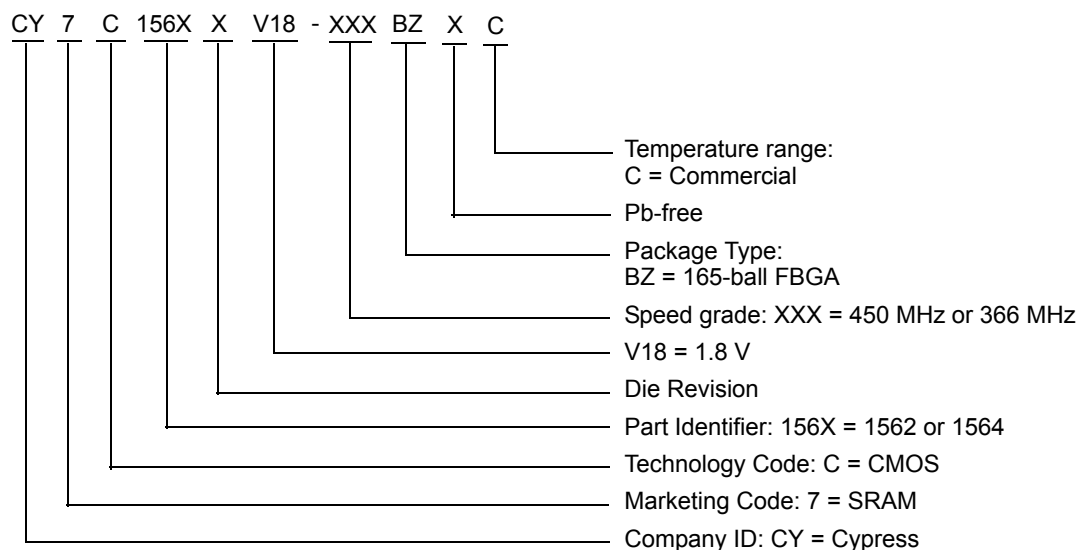 CY 7 C 156X X V18 - XXX BZ X C
Temperature range:
C = Commercial
Pb-free
Package Type:
BZ = 165-ball FBGA
Speed grade: XXX = 450 MHz or 366 MHz
V18 = 1.8 V
Die Revision
Part Identifier: 156X = 1562 or 1564
Technology Code: C = CMOS
Marketing Code: 7 = SRAM
Company ID: CY = Cypress